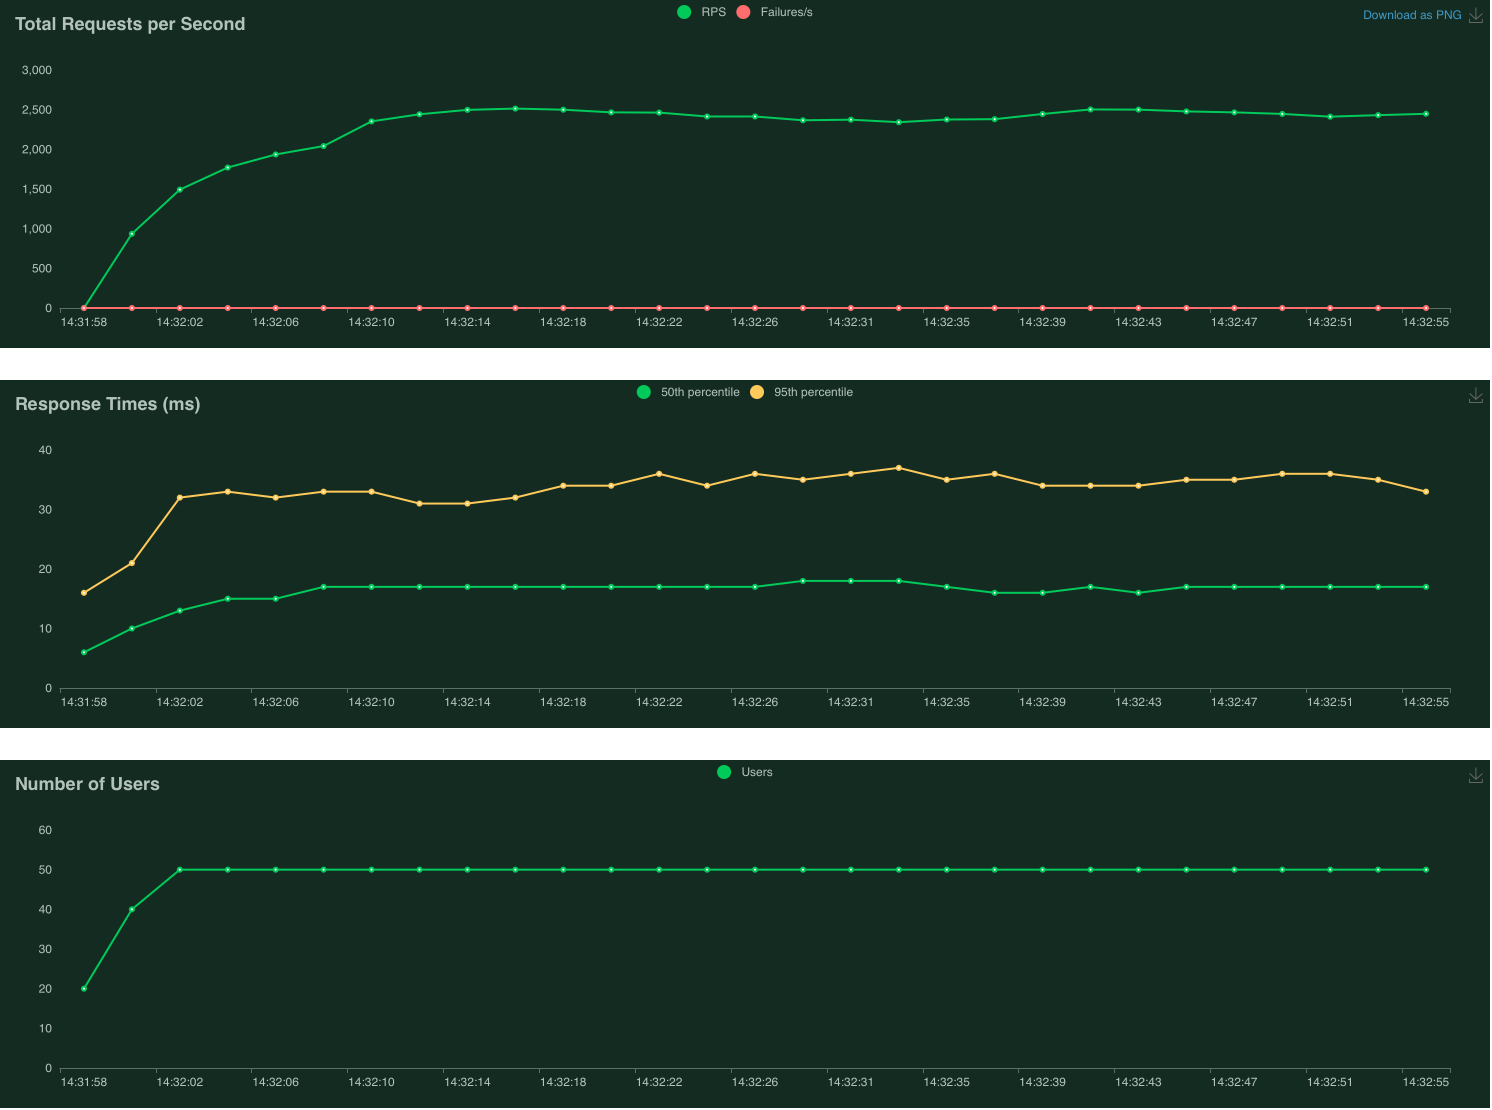 Total Requests per Second
RPS Failures/s
Download as PNG
3,000
2,500
2,000
1,500
1,000
500
0
14:31:58 14:32:02 14:32:06 14:32:10 14:32:14 14:32:18 14:32:22 14:32:26 14:32:31 14:32:35 14:32:39 14:32:43 14:32:47 14:32:51 14:32:55
Response Times (ms)
50th percentile 95th percentile
40
30
20
10
0
14:31:58 14:32:02 14:32:06 14:32:10 14:32:14 14:32:18 14:32:22 14:32:26 14:32:31 14:32:35 14:32:39 14:32:43 14:32:47 14:32:51 14:32:55
Number of Users
Users
60
50
40
30
20
10
0
14:31:58 14:32:02 14:32:06 14:32:10 14:32:14 14:32:18 14:32:22 14:32:26 14:32:31 14:32:35 14:32:39 14:32:43 14:32:47 14:32:51 14:32:55